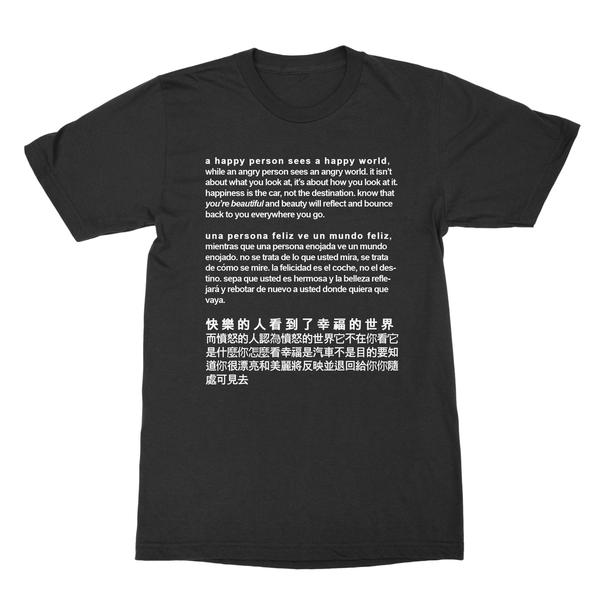 a happy person sees a happy world,
while an angry person sees an angry world. it isn't
about what you look at, it's about how you look at it.
happiness is the car, not the destination. know that
you're beautiful and beauty will reflect and bounce
back to you everywhere you go.
una persona feliz ve un mundo feliz,
mientras que una persona enojada ve un mundo
enojado. no se trata de lo que usted mira, se trata
de cómo se mire. la felicidad es el coche, no el des-
tino. sepa que usted es hermosa y la belleza refle-
jará y rebotar de nuevo a usted donde quiera que
vaya.
快樂的人看到了幸福的世界
而憤怒的人認為憤怒的世界它不在你看它
是什麼你怎麼看幸福是汽車不是目的要知
道你很漂亮和美麗將反映並退回給你你隨
處可見去